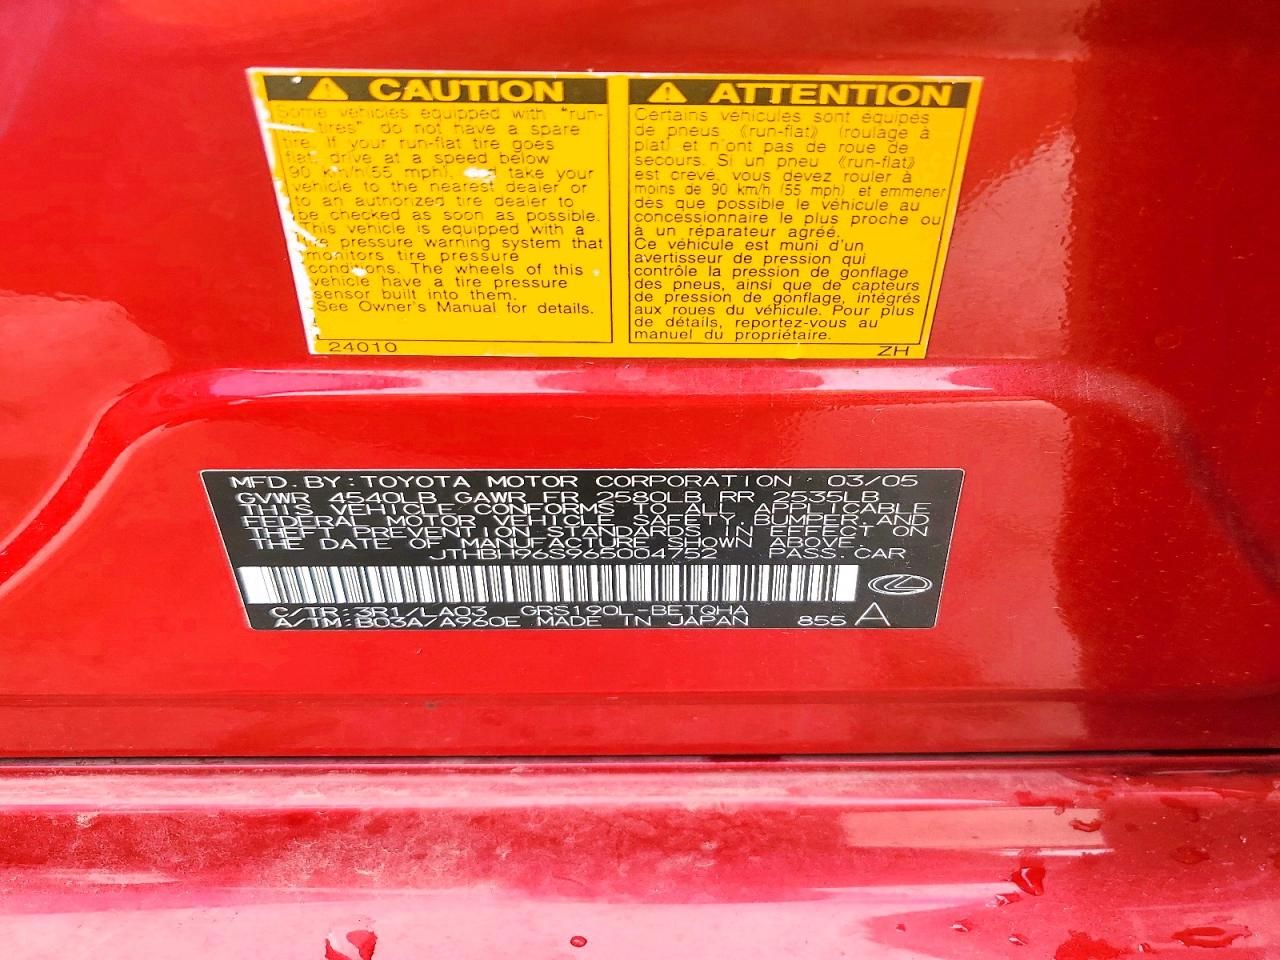 CAUTION
Some vehicles equipped with "run-
tires" do not have a spare
tire. If your run-flat tire goes
flat, drive at a speed below
90 km/h(55 mph), and take your
vehicle to the nearest dealer or
to an authorized tire dealer to
be checked as soon as possible.
This vehicle is equipped with a
tire pressure warning system that
monitors tire pressure
conditions. The wheels of this
vehicle have a tire pressure
sensor built into them.
See Owner's Manual for details.
24010
ATTENTION
Certains véhicules sont équipés
de pneus 《run-flat》 (roulage à
plat) et n'ont pas de roue de
secours. Si un pneu 《run-flat》
est crevé, vous devez rouler à
moins de 90 km/h (55 mph) et emmener
dès que possible le véhicule au
concessionnaire le plus proche ou
à un réparateur agréé.
Ce véhicule est muni d'un
avertisseur de pression qui
contrôle la pression de gonflage
des pneus, ainsi que de capteurs
de pression de gonflage, intégrés
aux roues du véhicule. Pour plus
de détails, reportez-vous au
manuel du propriétaire.
ZH
MFD. BY: TOYOTA MOTOR CORPORATION 03/05
GVWR 4540LB GAWR FR 2580LB RR 2535LB
THIS VEHICLE CONFORMS TO ALL APPLICABLE
FEDERAL MOTOR VEHICLE SAFETY, BUMPER, AND
THEFT PREVENTION STANDARDS IN EFFECT ON
THE DATE OF MANUFACTURE SHOWN ABOVE.
JTHBH96S965004752 PASS. CAR
C/TR: 3R1/LA03 GRS190L-BETQHA
A/TM: B03A/A960E MADE IN JAPAN 855 A